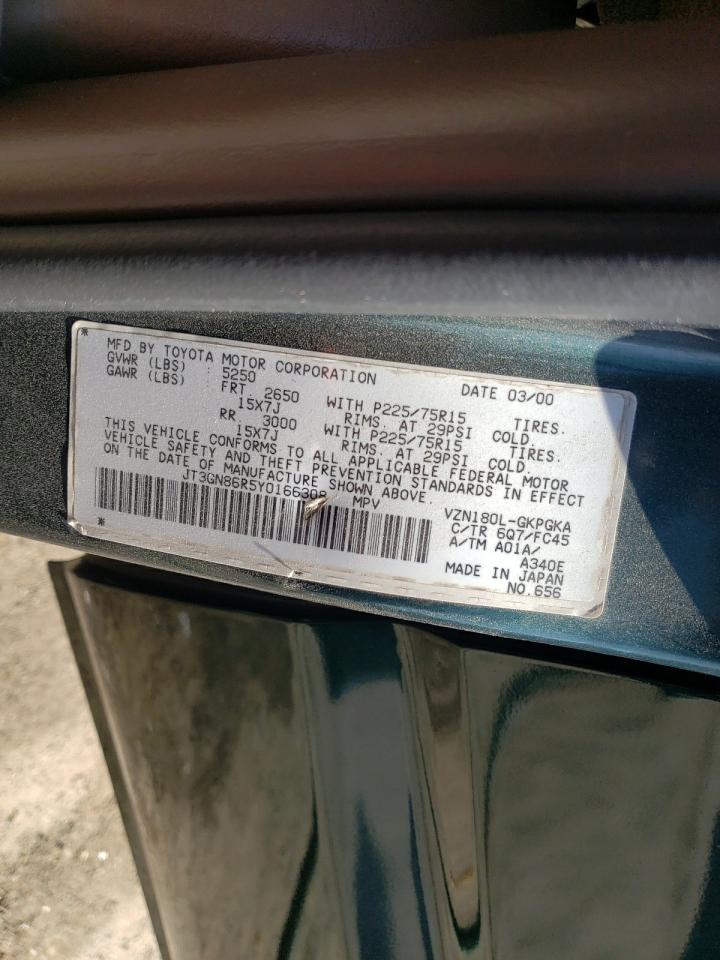 MFD BY TOYOTA MOTOR CORPORATION DATE 03/00
GVWR (LBS) : 5250
GAWR (LBS) : FRT 2650 WITH P225/75R15 TIRES.
15X7J RIMS. AT 29PSI COLD.
RR 3000 WITH P225/75R15 TIRES.
15X7J RIMS. AT 29PSI COLD.
THIS VEHICLE CONFORMS TO ALL APPLICABLE FEDERAL MOTOR
VEHICLE SAFETY AND THEFT PREVENTION STANDARDS IN EFFECT
ON THE DATE OF MANUFACTURE SHOWN ABOVE.
JT3GN86R5Y0166308 MPV
VZN180L-GKPGKA
C/TR 6Q7/FC45
A/TM A01A/
A340E
MADE IN JAPAN
NO.656